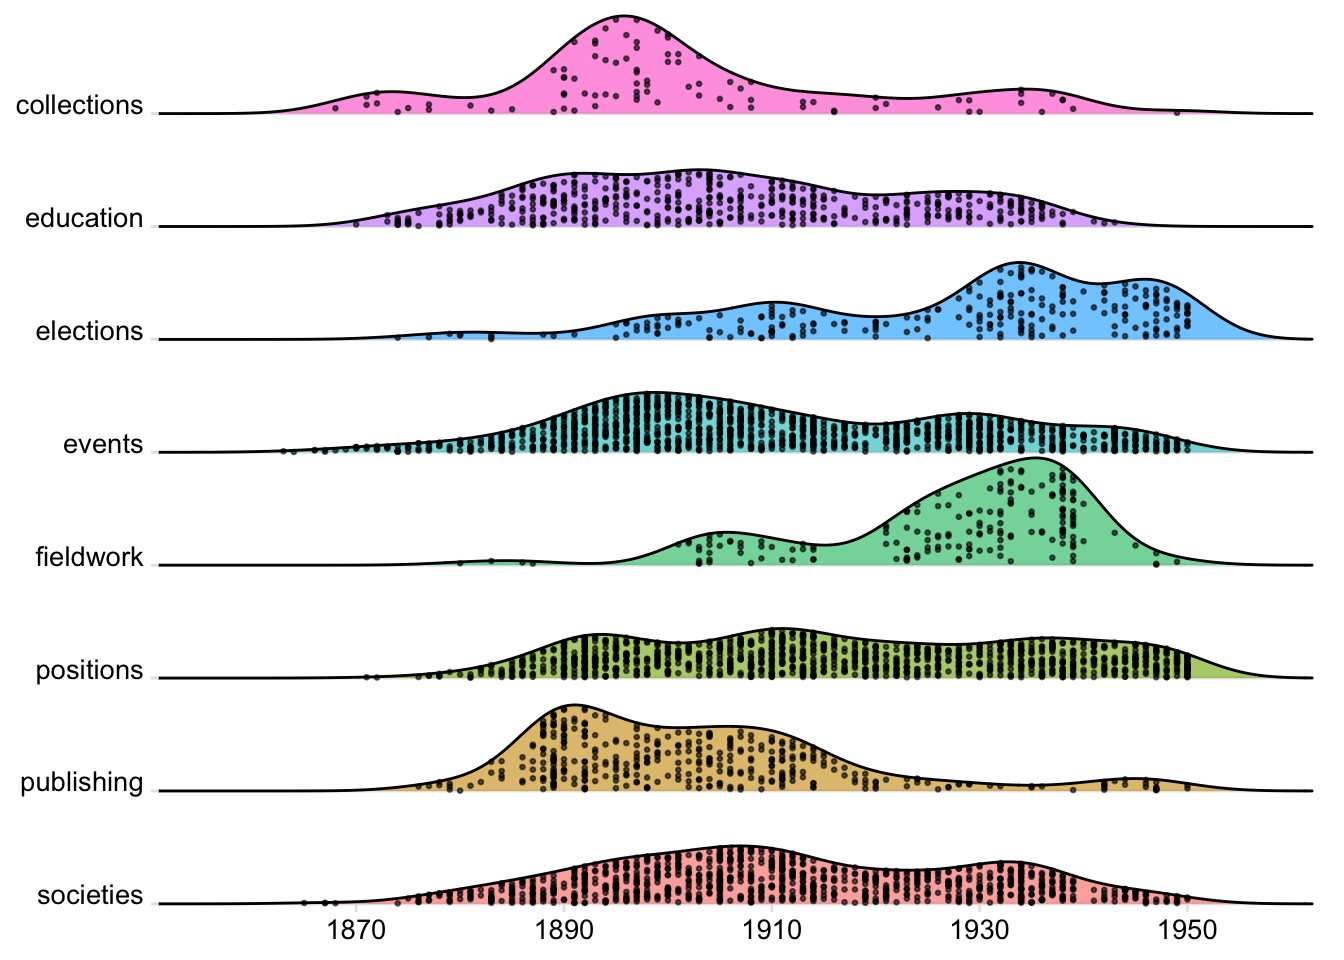 collections
education
elections
events
fieldwork
positions
publishing
societies
1870 1890 1910 1930 1950